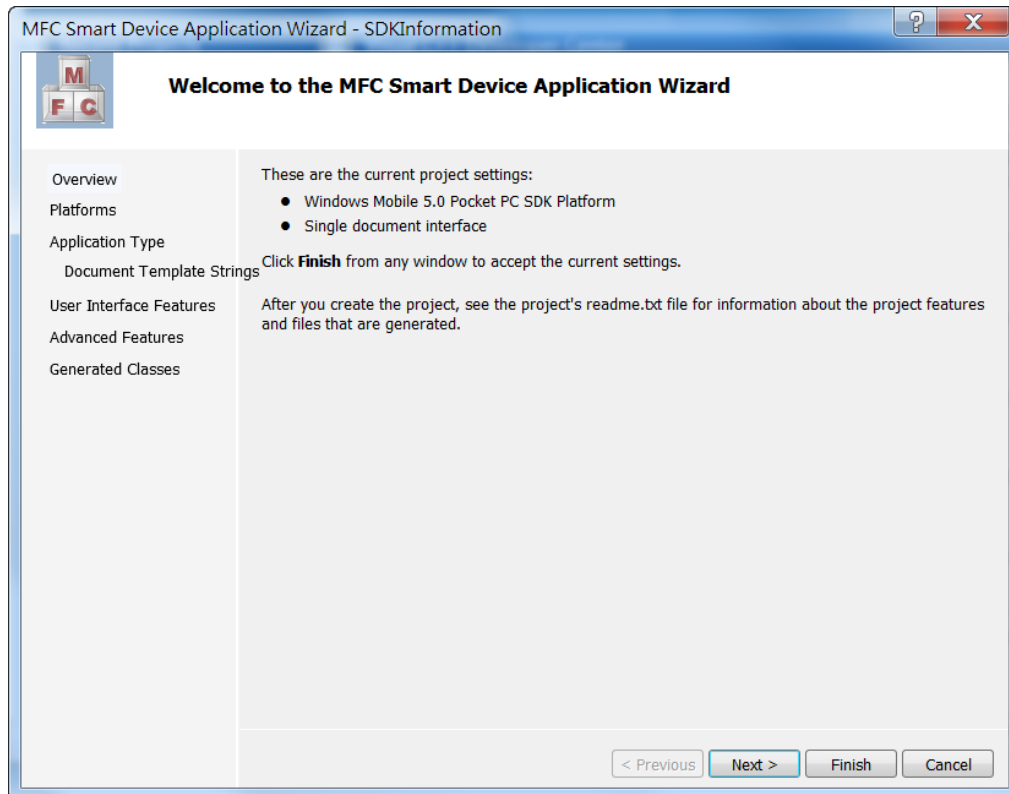 MFC Smart Device Application Wizard - SDKInformation
? X
M
F C
Welcome to the MFC Smart Device Application Wizard
Overview
Platforms
Application Type
Document Template Strings
User Interface Features
Advanced Features
Generated Classes
These are the current project settings:
● Windows Mobile 5.0 Pocket PC SDK Platform
● Single document interface
Click Finish from any window to accept the current settings.
After you create the project, see the project's readme.txt file for information about the project features
and files that are generated.
< Previous Next > Finish Cancel